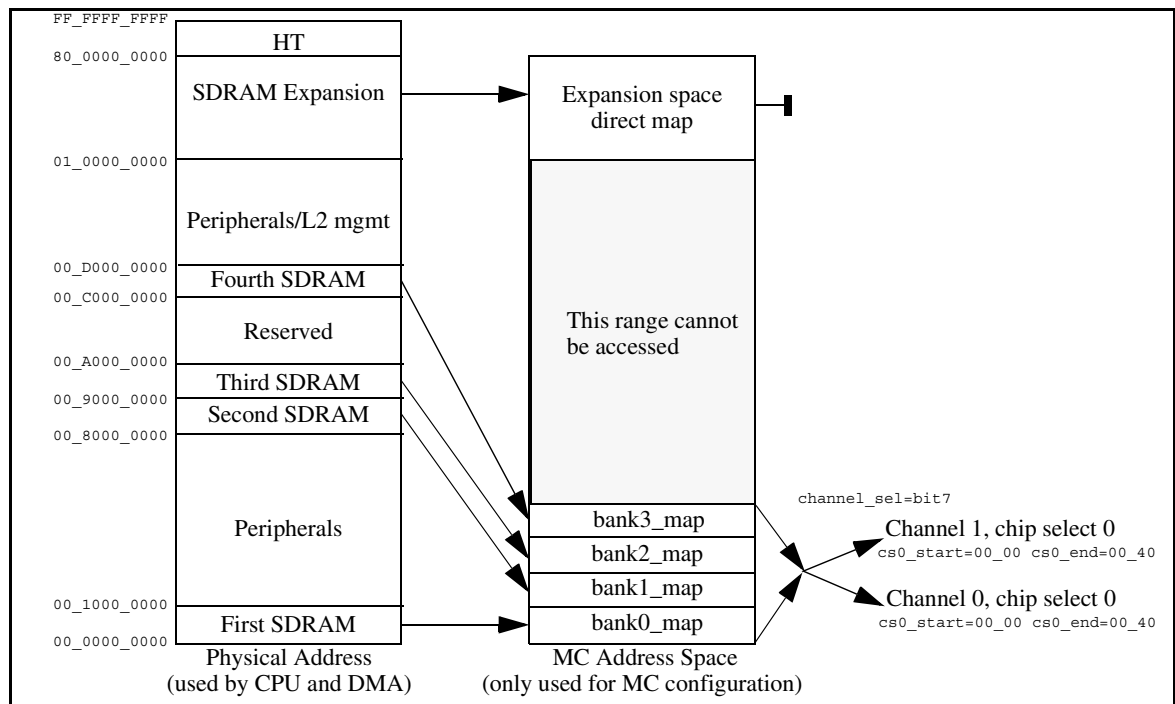 FF_FFFF_FFFF
HT
80_0000_0000
SDRAM Expansion
Expansion space
direct map
01_0000_0000
Peripherals/L2 mgmt
00_D000_0000
Fourth SDRAM
00_C000_0000
Reserved
This range cannot
be accessed
00_A000_0000
Third SDRAM
00_9000_0000
Second SDRAM
00_8000_0000
Peripherals
channel_sel=bit7
bank3_map
Channel 1, chip select 0
cs0_start=00_00 cs0_end=00_40
bank2_map
bank1_map
Channel 0, chip select 0
cs0_start=00_00 cs0_end=00_40
00_1000_0000
First SDRAM
bank0_map
00_0000_0000
Physical Address
(used by CPU and DMA)
MC Address Space
(only used for MC configuration)